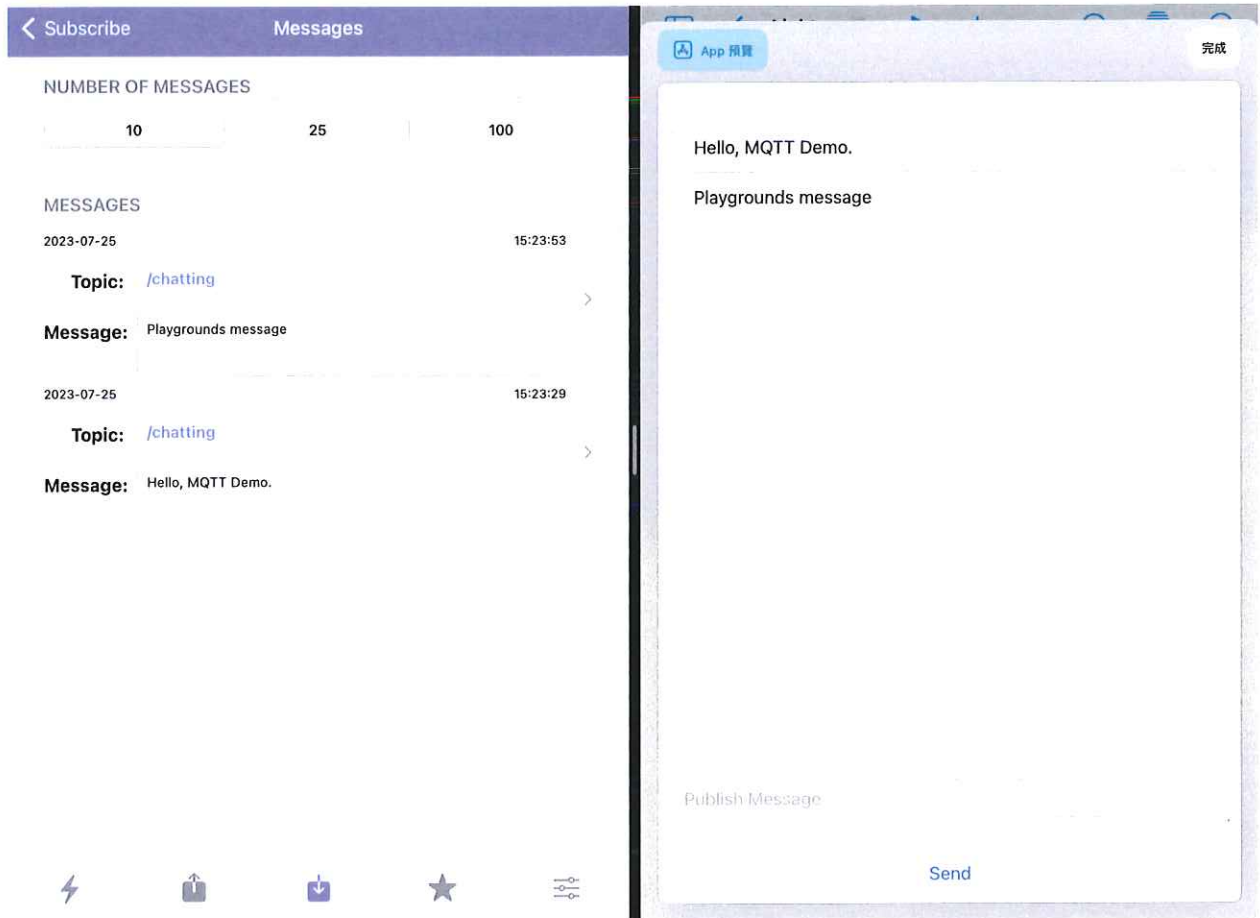 Subscribe
Messages
NUMBER OF MESSAGES
10 25 100
MESSAGES
2023-07-25 15:23:53
Topic: /chatting
Message: Playgrounds message
2023-07-25 15:23:29
Topic: /chatting
Message: Hello, MQTT Demo.
App 預覽
完成
Hello, MQTT Demo.
Playgrounds message
Publish Message
Send